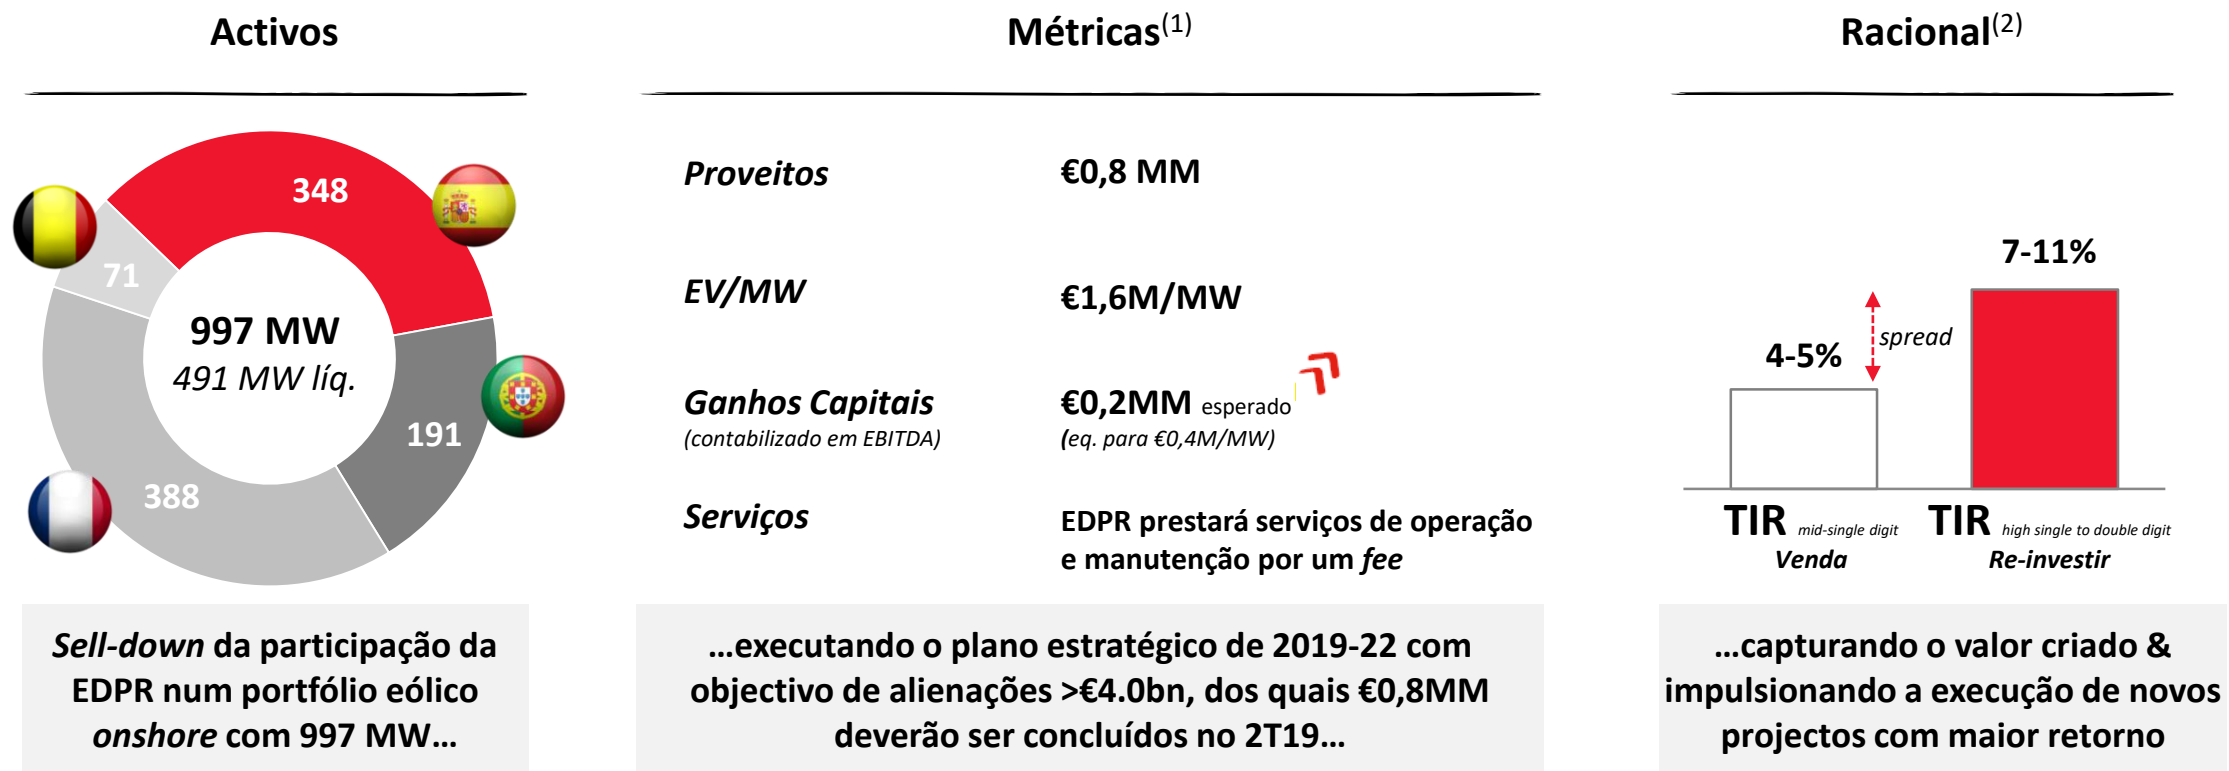 Activos
348
71
997 MW
491 MW líq.
191
388
Sell-down da participação da
EDPR num portfólio eólico
onshore com 997 MW...
Métricas(1)
Proveitos €0,8 MM
EV/MW €1,6M/MW
Ganhos Capitais €0,2MM esperado
(contabilizado em EBITDA) (eq. para €0,4M/MW)
Serviços EDPR prestará serviços de operação
e manutenção por um fee
...executando o plano estratégico de 2019-22 com
objectivo de alienações >€4.0bn, dos quais €0,8MM
deverão ser concluídos no 2T19...
Racional(2)
7-11%
spread
4-5%
TIR mid-single digit TIR high single to double digit
Venda Re-investir
...capturando o valor criado &
impulsionando a execução de novos
projectos com maior retorno